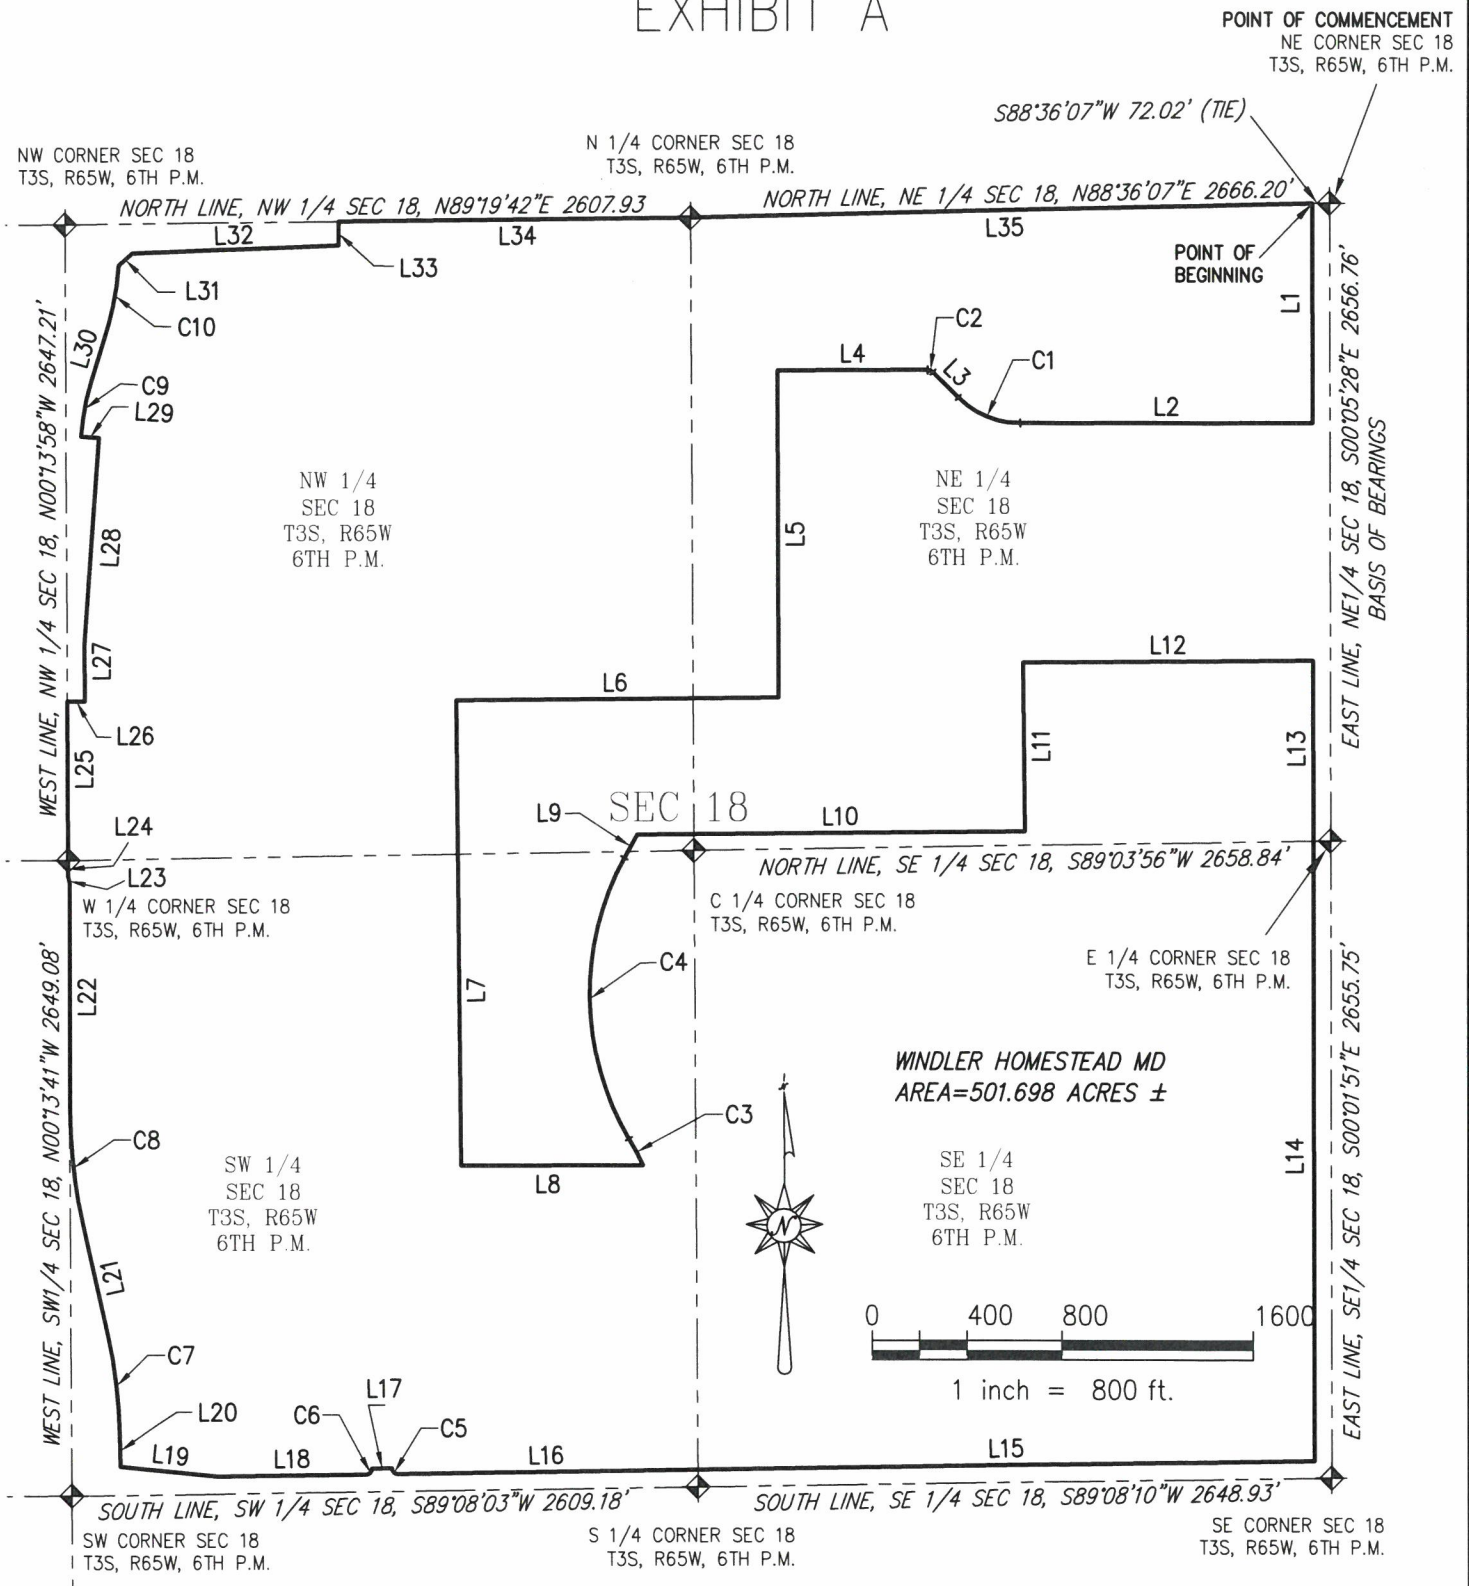 EXHIBIT A
POINT OF COMMENCEMENT
NE CORNER SEC 18
T3S, R65W, 6TH P.M.
S88°36'07"W 72.02' (TIE)
N 1/4 CORNER SEC 18
T3S, R65W, 6TH P.M.
NW CORNER SEC 18
T3S, R65W, 6TH P.M.
NORTH LINE, NW 1/4 SEC 18, N89°19'42"E 2607.93
NORTH LINE, NE 1/4 SEC 18, N88°36'07"E 2666.20'
L32
L34
L35
L33
POINT OF
BEGINNING
L31
C10
L30
L1
C2
C1
L4
L3
L2
C9
L29
WEST LINE, NW 1/4 SEC 18, N00°13'58"W 2647.21'
EAST LINE, NE1/4 SEC 18, S00°05'28"E 2656.76'
BASIS OF BEARINGS
NW 1/4
SEC 18
T3S, R65W
6TH P.M.
NE 1/4
SEC 18
T3S, R65W
6TH P.M.
L28
L5
L27
L6
L12
L26
L25
L11
L13
L9
SEC 18
L10
L24
L23
NORTH LINE, SE 1/4 SEC 18, S89°03'56"W 2658.84'
W 1/4 CORNER SEC 18
T3S, R65W, 6TH P.M.
C 1/4 CORNER SEC 18
T3S, R65W, 6TH P.M.
E 1/4 CORNER SEC 18
T3S, R65W, 6TH P.M.
L22
L7
C4
WINDLER HOMESTEAD MD
AREA=501.698 ACRES ±
C3
C8
L8
L14
WEST LINE, SW1/4 SEC 18, N00°13'41"W 2649.08'
EAST LINE, SE1/4 SEC 18, S00°01'51"E 2655.75'
SW 1/4
SEC 18
T3S, R65W
6TH P.M.
SE 1/4
SEC 18
T3S, R65W
6TH P.M.
N
L21
0 400 800 1600
1 inch = 800 ft.
C7
L17
L20
C6
C5
L19
L18
L16
L15
SOUTH LINE, SW 1/4 SEC 18, S89°08'03"W 2609.18'
SOUTH LINE, SE 1/4 SEC 18, S89°08'10"W 2648.93'
SW CORNER SEC 18
T3S, R65W, 6TH P.M.
S 1/4 CORNER SEC 18
T3S, R65W, 6TH P.M.
SE CORNER SEC 18
T3S, R65W, 6TH P.M.